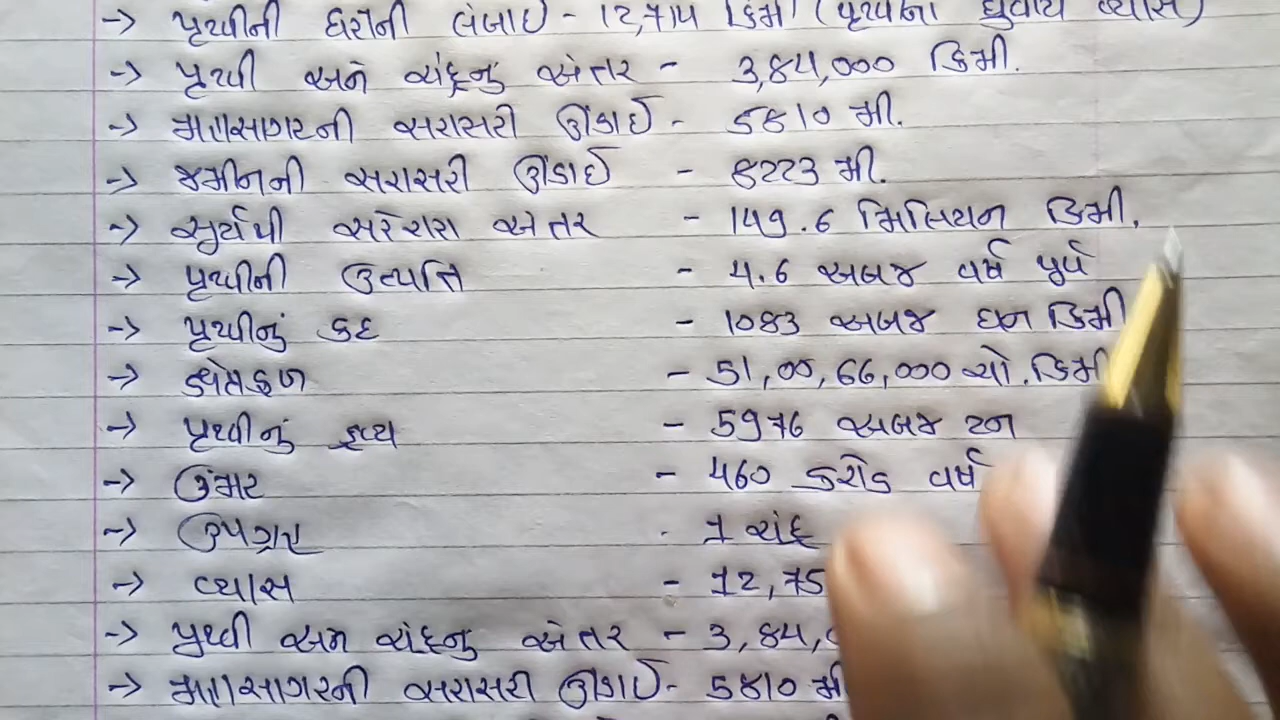 → પૃથ્વીની ધરીની લંબાઇ - 12,714 કિમી (પૃથ્વીના ધ્રુવીય વ્યાસ)
→ પૃથ્વી અને ચંદ્રનું અંતર - 3,84,000 કિમી.
→ મહાસાગરની સરાસરી ઊંડાઈ - 5810 મી.
→ જમીનની સરાસરી ઊંડાઈ - 8223 મી.
→ સુર્યથી સરેરાશ અંતર - 149.6 મિલિયન કિમી.
→ પૃથ્વીની ઉત્પત્તિ - 4.6 અબજ વર્ષ પૂર્વ
→ પૃથ્વીનું કદ - 1083 અબજ ઘન કિમી
→ ક્ષેત્રફળ - 51,00,66,000 ચો.કિમી
→ પૃથ્વીનું દ્રવ્ય - 5976 અબજ ટન
→ ઉંમર - 460 કરોડ વર્ષ
→ ઉપગ્રહ - 1 ચંદ્ર
→ વ્યાસ - 12,75
→ પૃથ્વી અને ચંદ્રનુ અંતર - 3,84,
→ મહાસાગરની સરાસરી ઊંડાઈ - 5810 મી